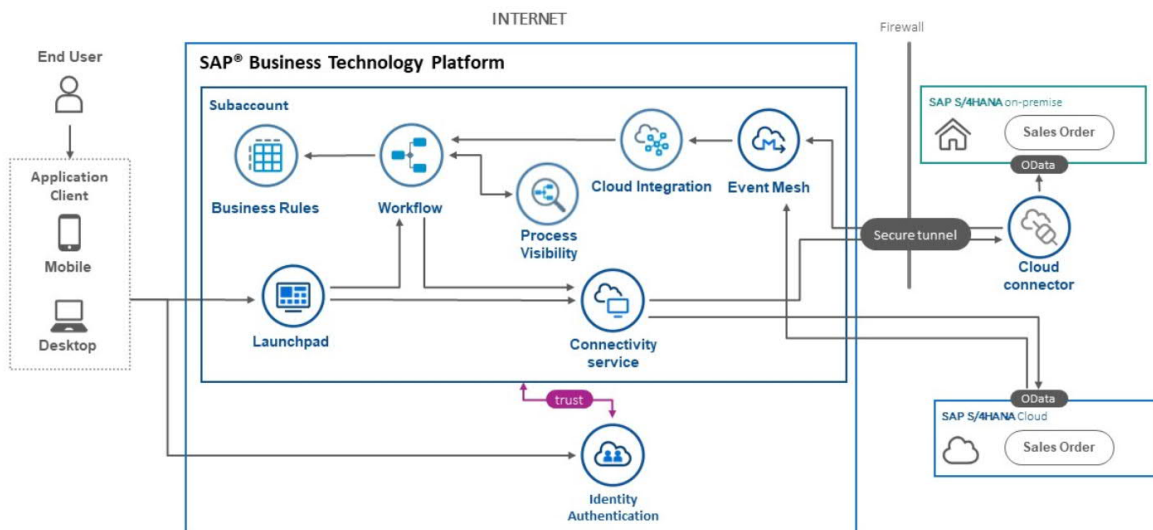 INTERNET
Firewall
End User
SAP® Business Technology Platform
Subaccount
SAP S/4HANA on-premise
Sales Order
OData
Application
Client
Mobile
Desktop
Business Rules
Workflow
Cloud Integration
Event Mesh
Process
Visibility
Secure tunnel
Cloud
connector
Launchpad
Connectivity
service
trust
OData
SAP S/4HANA Cloud
Sales Order
Identity
Authentication